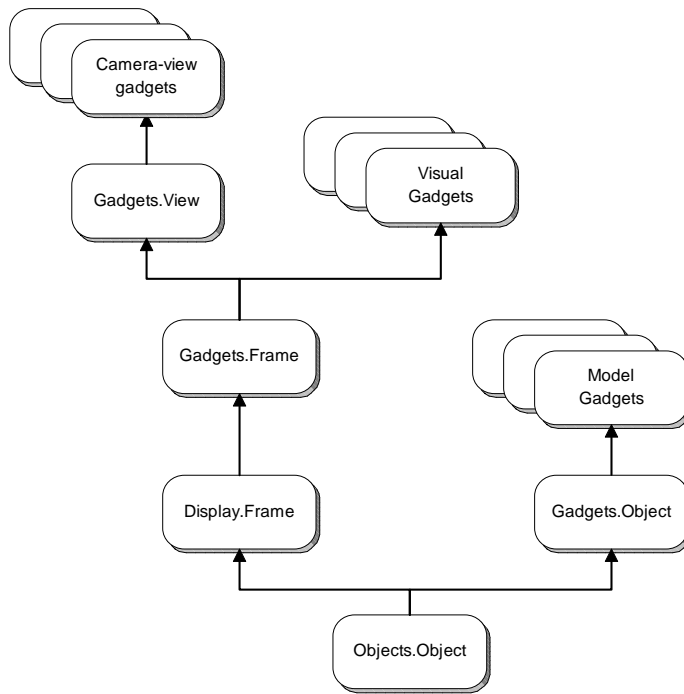 Camera-view
gadgets
Gadgets.View
Visual
Gadgets
Gadgets.Frame
Model
Gadgets
Display.Frame
Gadgets.Object
Objects.Object